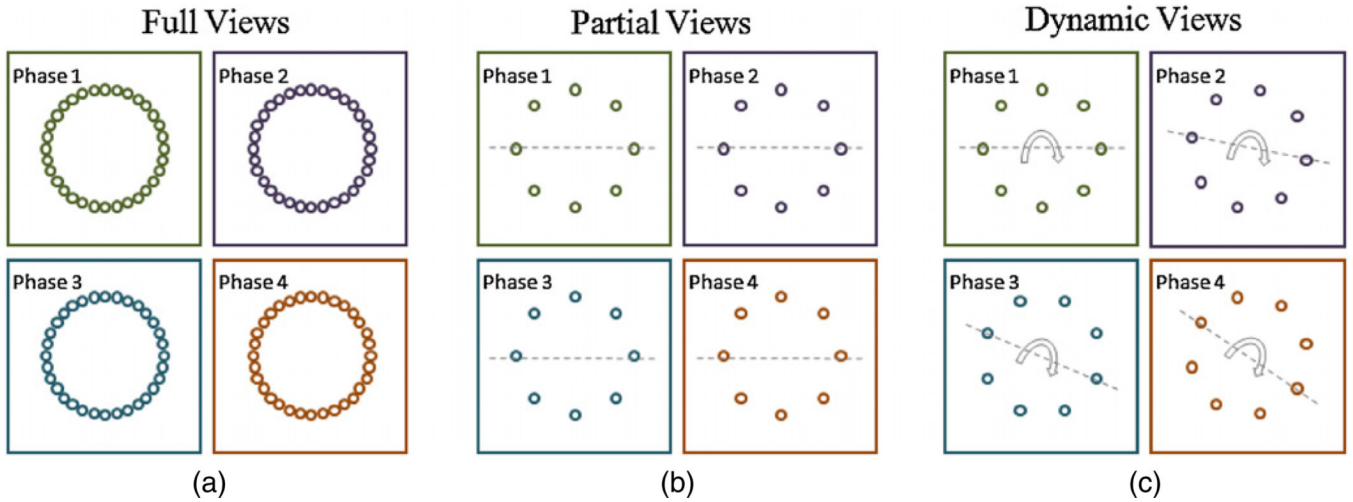 Full Views
Partial Views
Dynamic Views
Phase 1
Phase 2
Phase 1
Phase 2
Phase 1
Phase 2
Phase 3
Phase 4
Phase 3
Phase 4
Phase 3
Phase 4
(a)
(b)
(c)